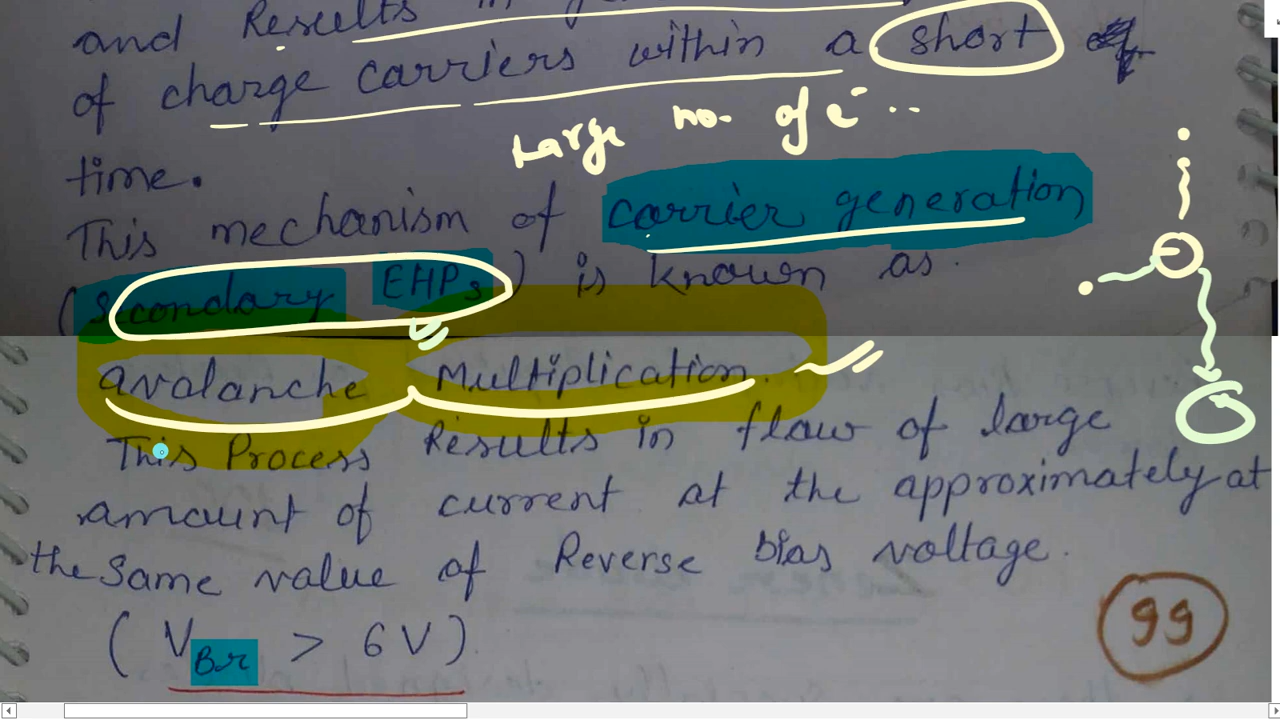 and Results in
of charge carriers within a short
Large no. of e⁻ ..
time.
This mechanism of carrier generation
(Secondary EHPs) is known as
Avalanche Multiplication.
This Process Results in flow of large
amount of current at the approximately at
the same value of Reverse bias voltage.
( VBr > 6V)
99